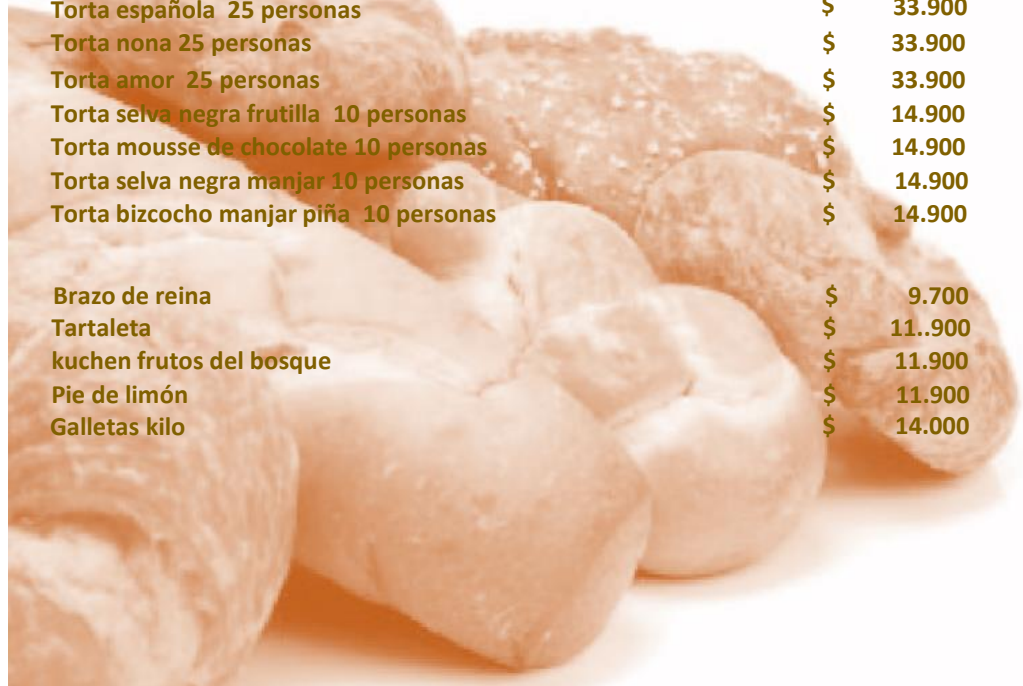 Torta española 25 personas $ 33.900
Torta nona 25 personas $ 33.900
Torta amor 25 personas $ 33.900
Torta selva negra frutilla 10 personas $ 14.900
Torta mousse de chocolate 10 personas $ 14.900
Torta selva negra manjar 10 personas $ 14.900
Torta bizcocho manjar piña 10 personas $ 14.900
Brazo de reina $ 9.700
Tartaleta $ 11..900
kuchen frutos del bosque $ 11.900
Pie de limón $ 11.900
Galletas kilo $ 14.000